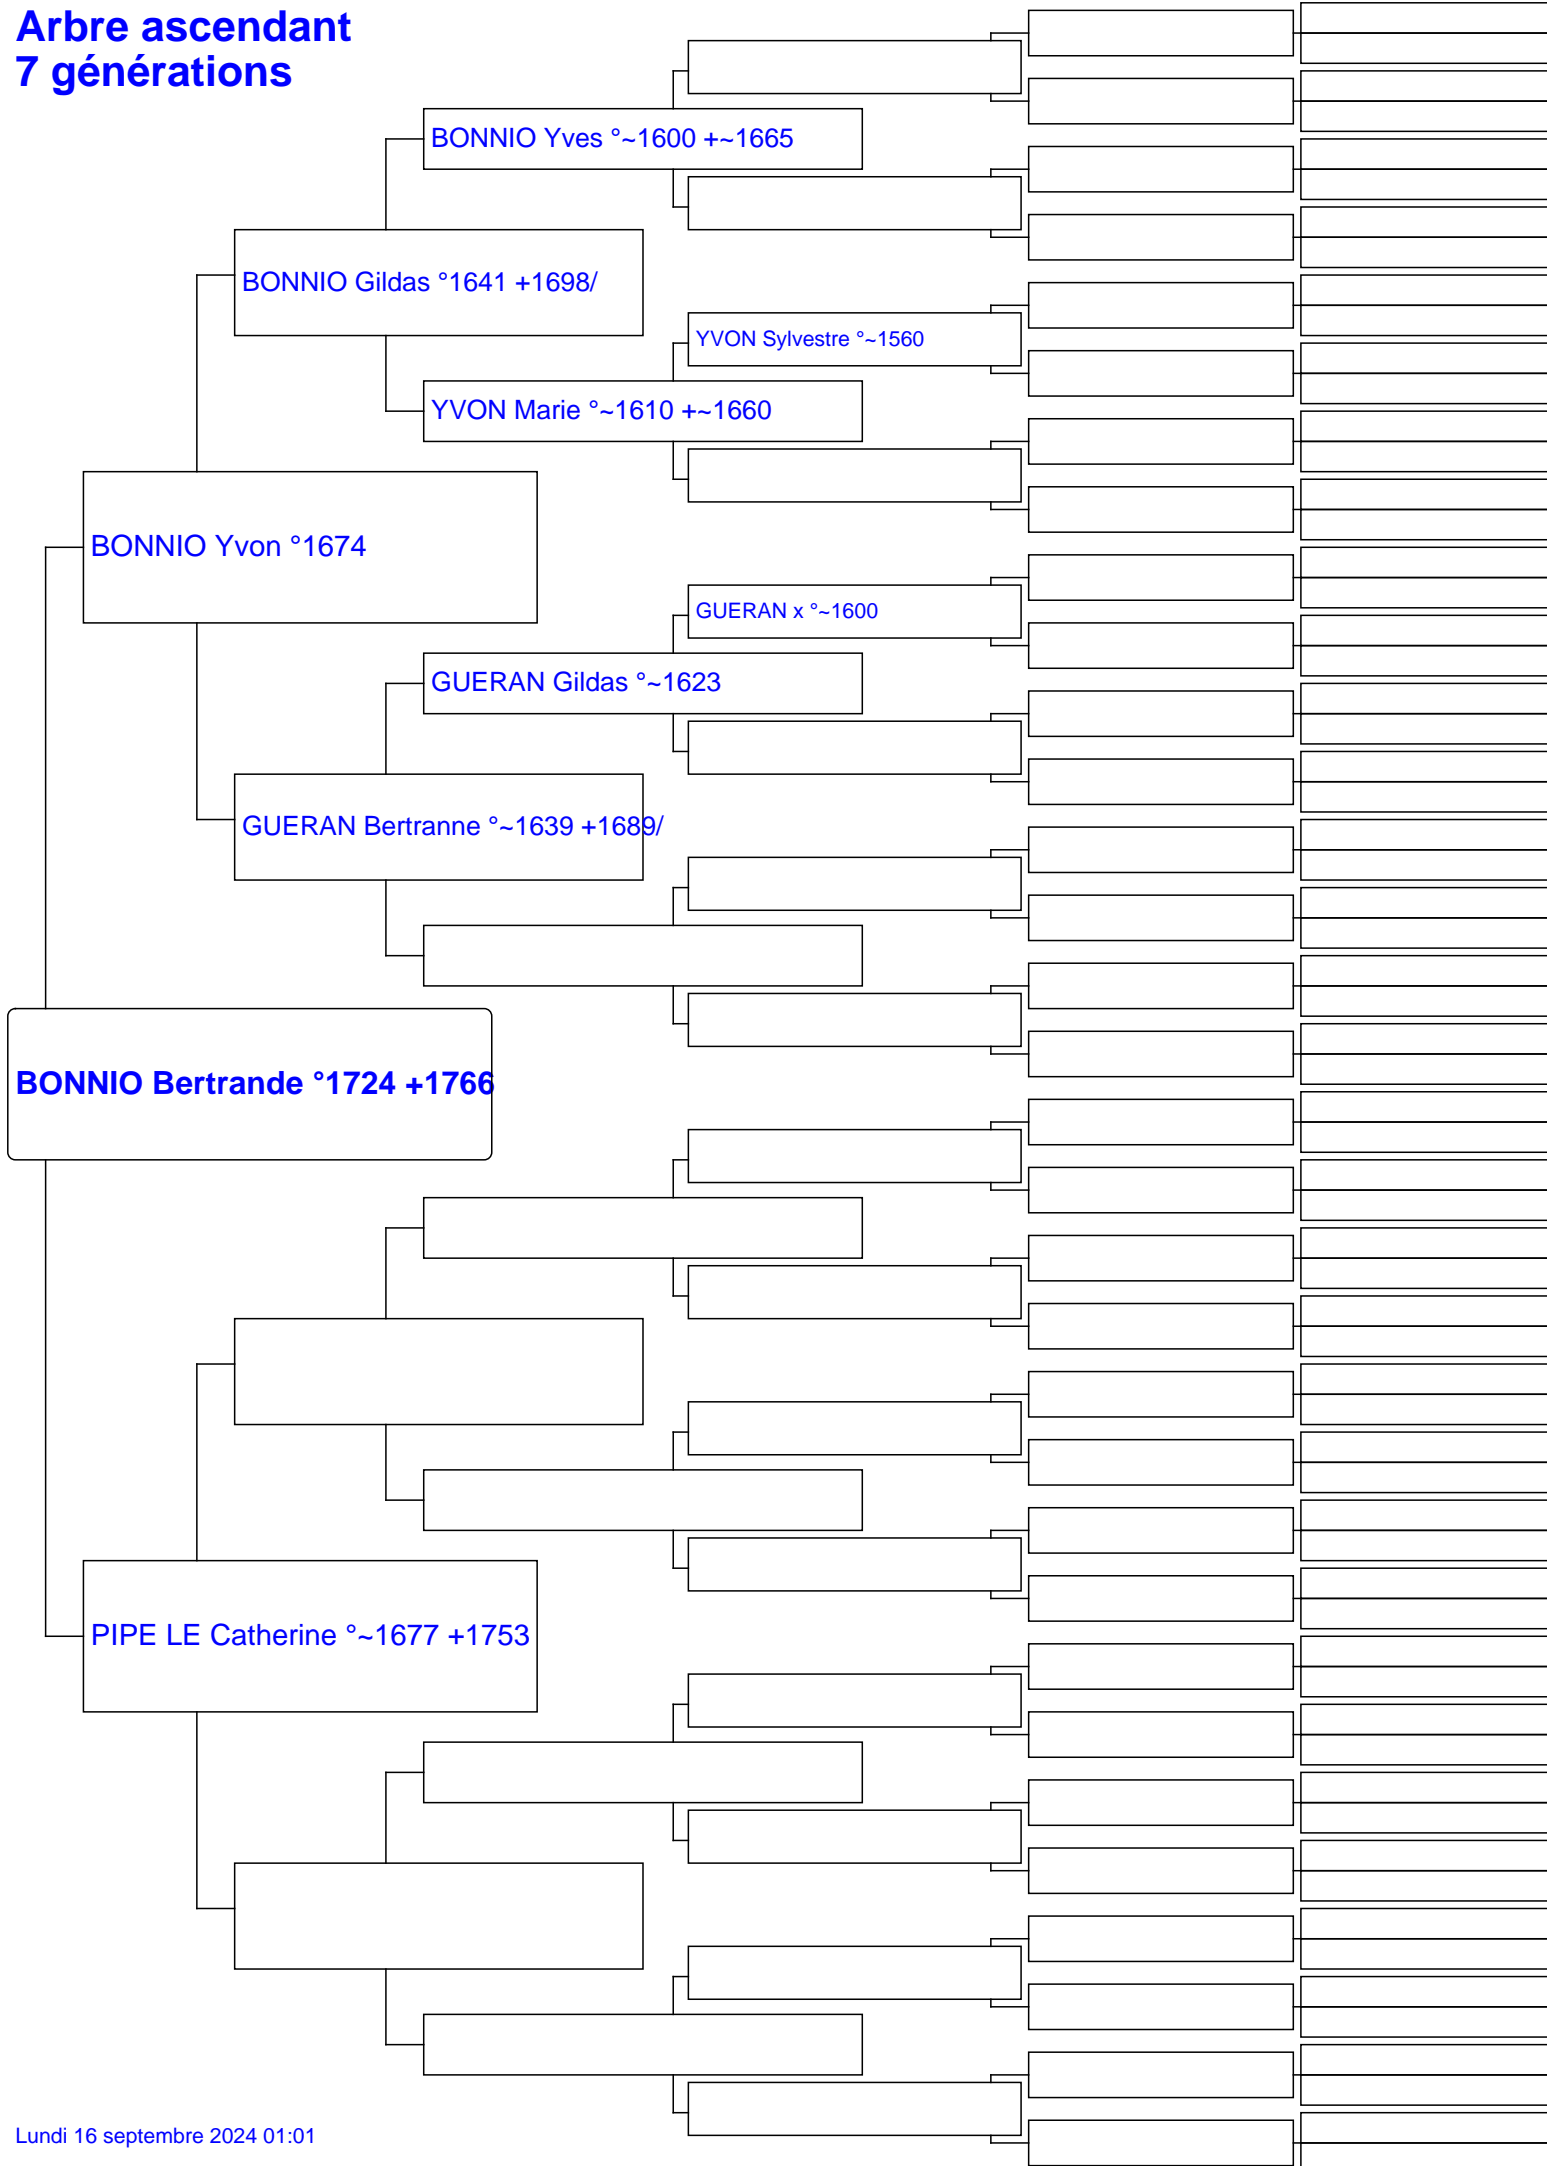 Arbre ascendant
7 générations
BONNIO Yves °~1600 +~1665
BONNIO Gildas °1641 +1698/
YVON Sylvestre °~1560
YVON Marie °~1610 +~1660
BONNIO Yvon °1674
GUERAN x °~1600
GUERAN Gildas °~1623
GUERAN Bertranne °~1639 +1689/
BONNIO Bertrande °1724 +1766
PIPE LE Catherine °~1677 +1753
Lundi 16 septembre 2024 01:01